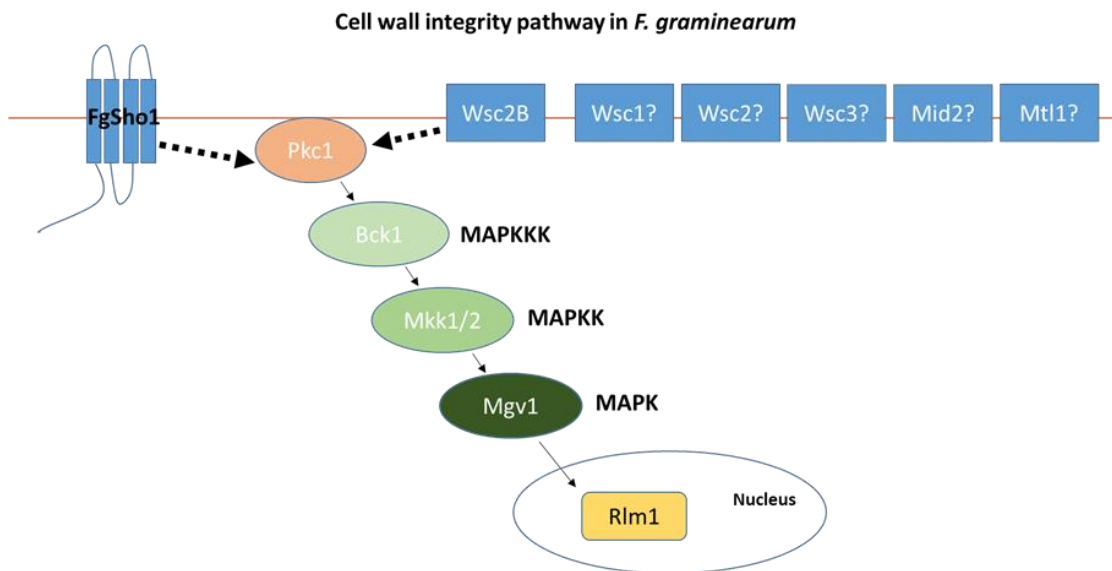 Cell wall integrity pathway in F. graminearum
FgSho1
Wsc2B
Wsc1?
Wsc2?
Wsc3?
Mid2?
Mtl1?
Pkc1
Bck1
MAPKKK
Mkk1/2
MAPKK
Mgv1
MAPK
Nucleus
Rlm1